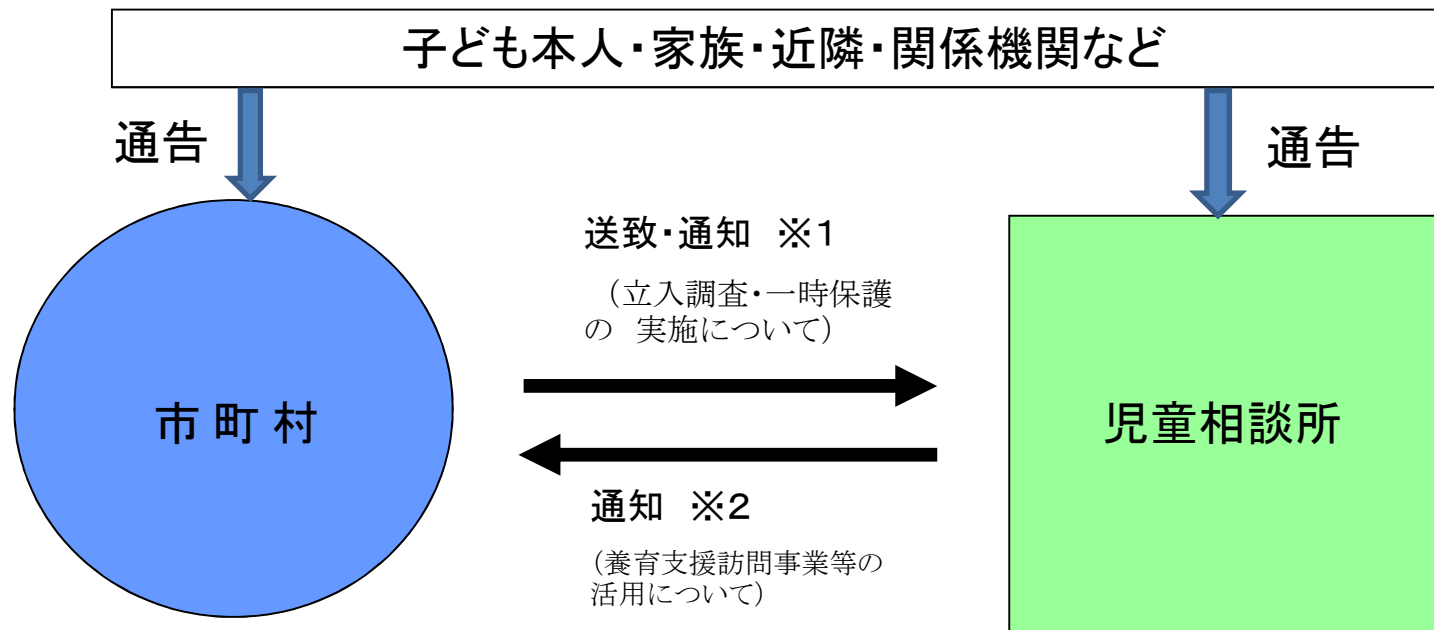 子ども本人・家族・近隣・関係機関など
通告
通告
送致・通知　※１
（立入調査・一時保護
の　実施について）
市 町 村
児童相談所
通知　※２
（養育支援訪問事業等の
活用について）